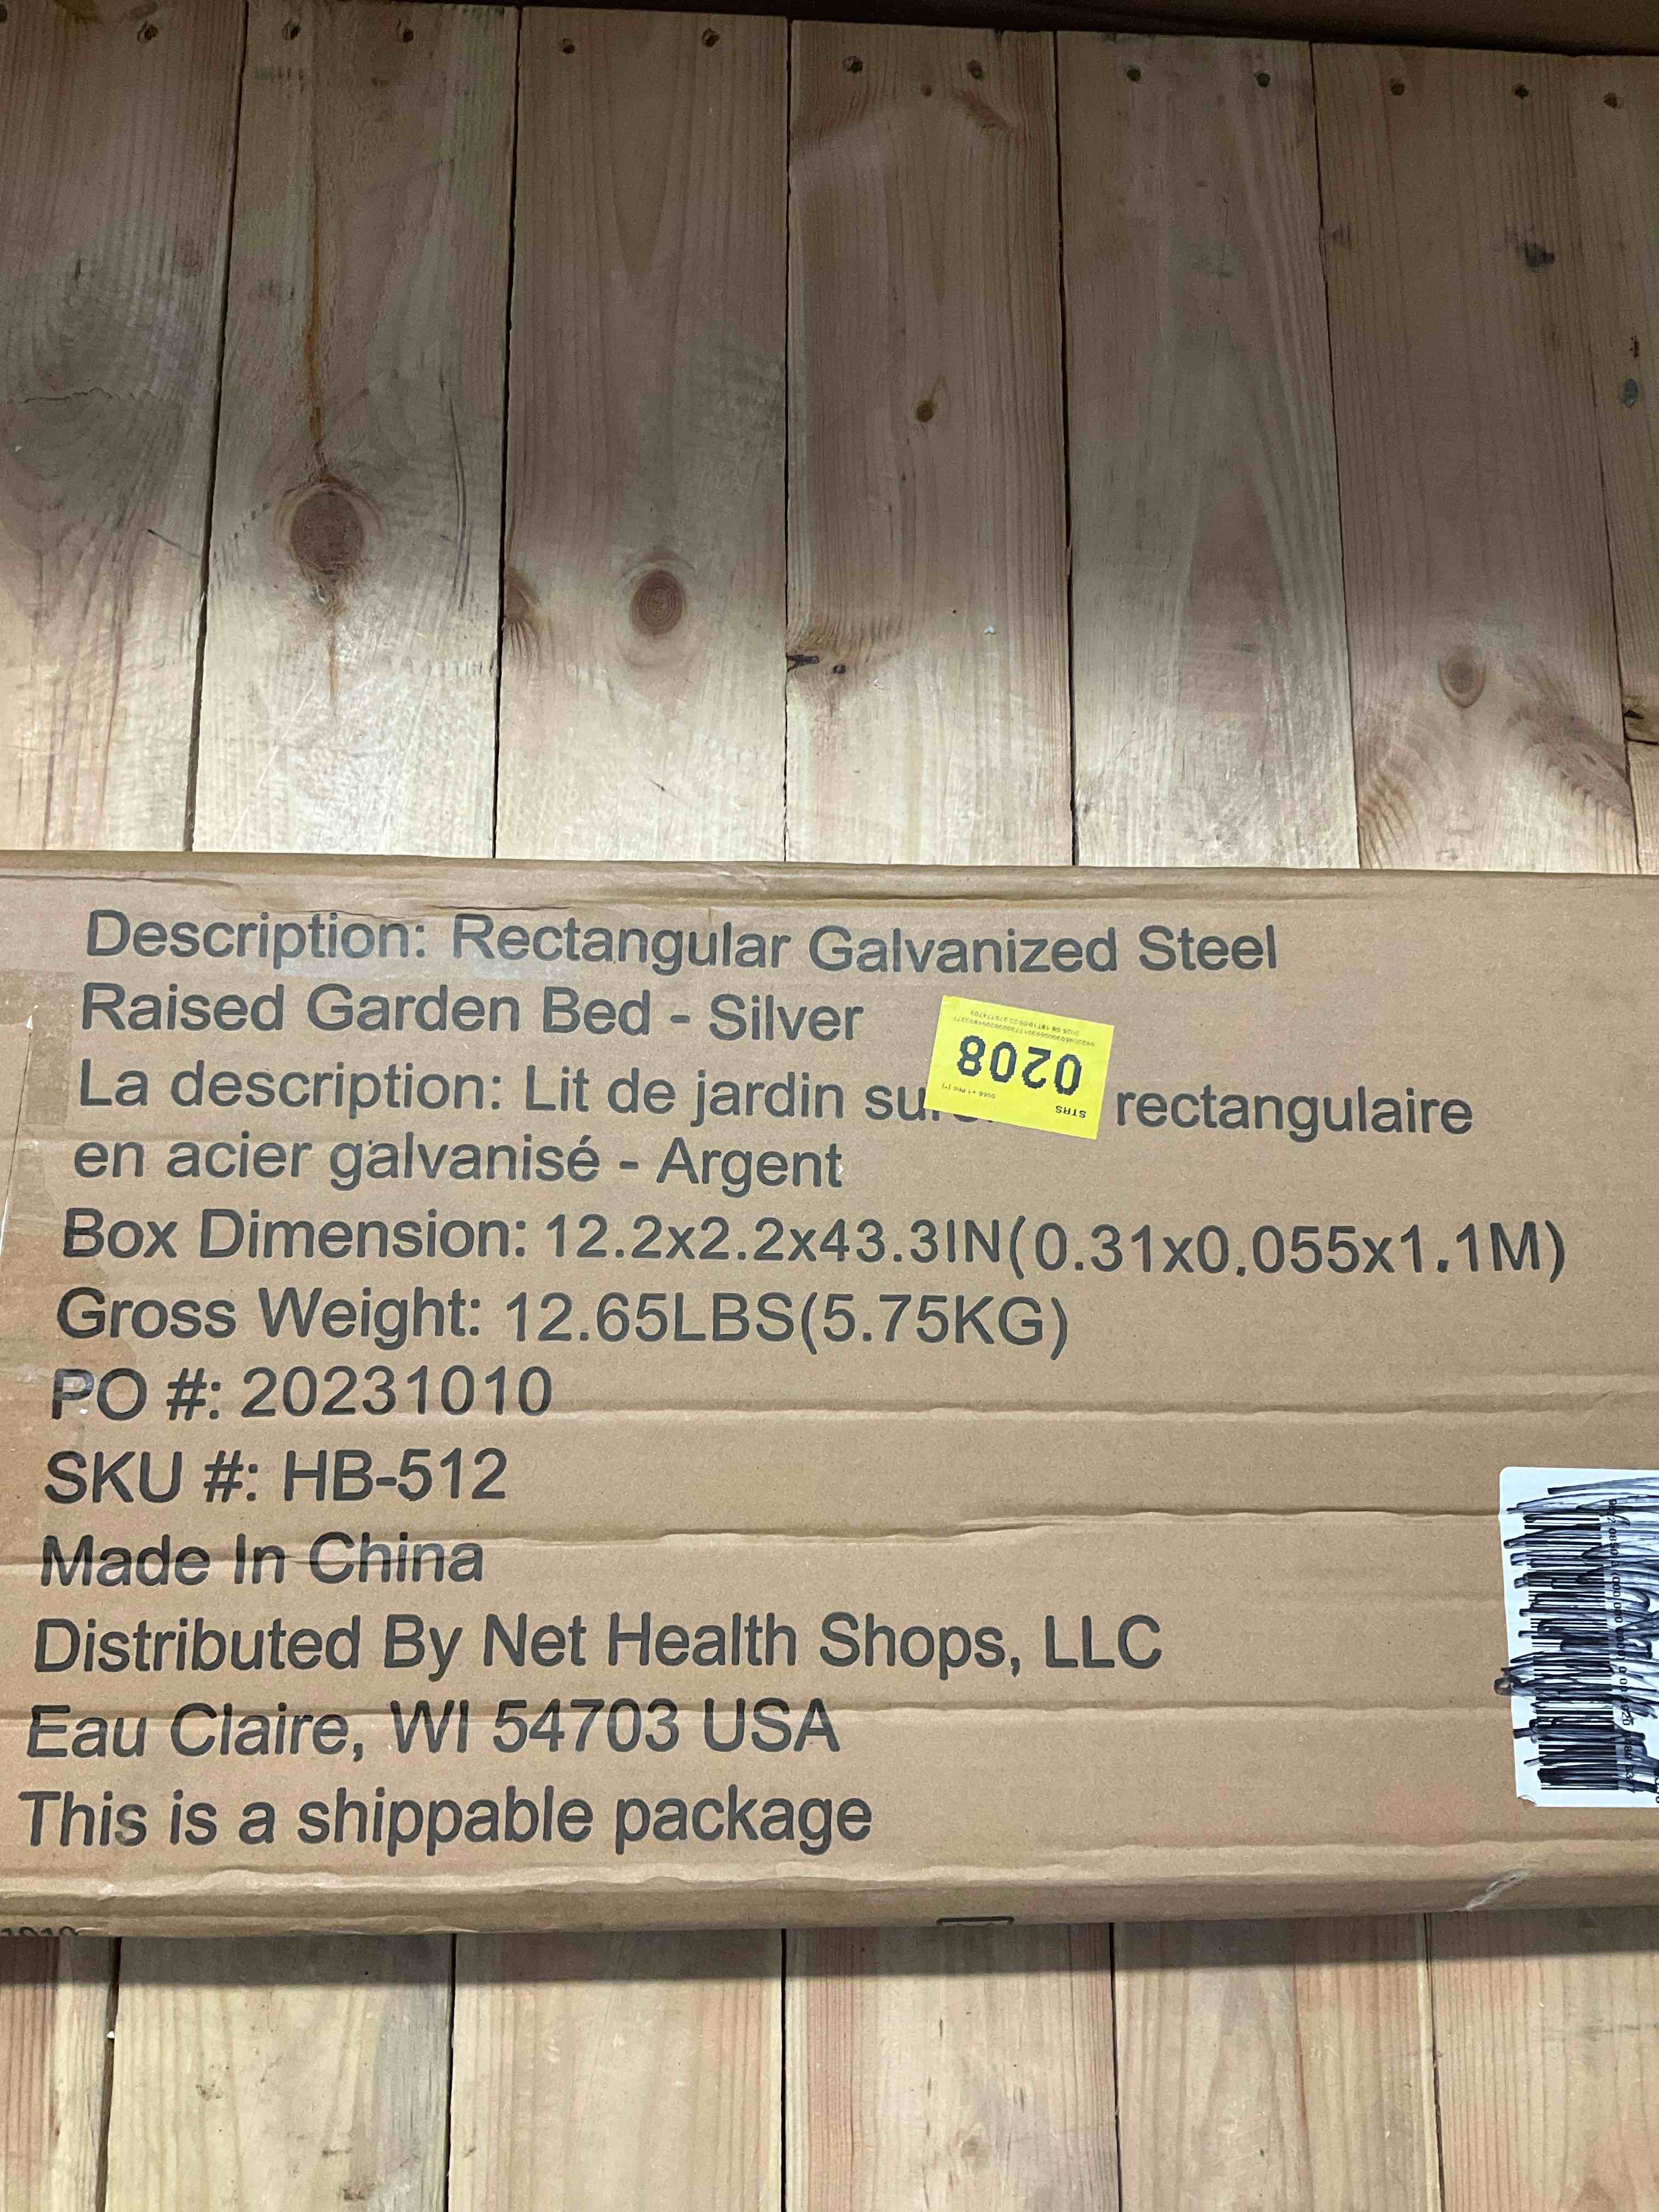 Description: Rectangular Galvanized Steel
Raised Garden Bed - Silver
0208
STRS
La description: Lit de jardin rectangulaire
en acier galvanisé - Argent
Box Dimension: 12.2x2.2x43.3IN(0.31x0.055x1.1M)
Gross Weight: 12.65LBS(5.75KG)
PO #: 20231010
SKU #: HB-512
Made In China
Distributed By Net Health Shops, LLC
Eau Claire, WI 54703 USA
This is a shippable package